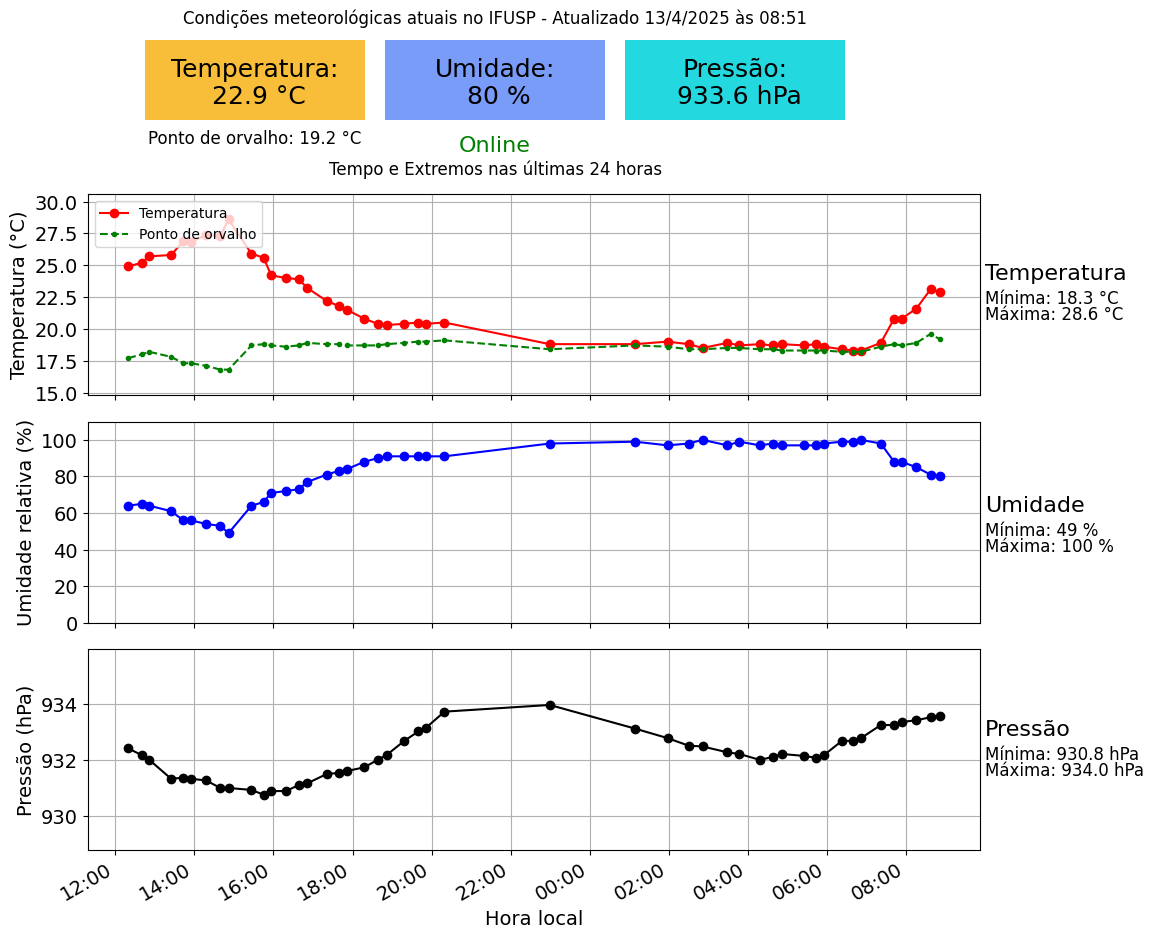 Condições meteorológicas atuais no IFUSP - Atualizado 13/4/2025 às 08:51
Temperatura:
22.9 °C
Umidade:
80 %
Pressão:
933.6 hPa
Ponto de orvalho: 19.2 °C
Online
Tempo e Extremos nas últimas 24 horas
Temperatura (°C)
30.0
27.5
25.0
22.5
20.0
17.5
15.0
Temperatura
Ponto de orvalho
Temperatura
Mínima: 18.3 °C
Máxima: 28.6 °C
Umidade relativa (%)
100
80
60
40
20
0
Umidade
Mínima: 49 %
Máxima: 100 %
Pressão (hPa)
934
932
930
Pressão
Mínima: 930.8 hPa
Máxima: 934.0 hPa
12:00 14:00 16:00 18:00 20:00 22:00 00:00 02:00 04:00 06:00 08:00
Hora local